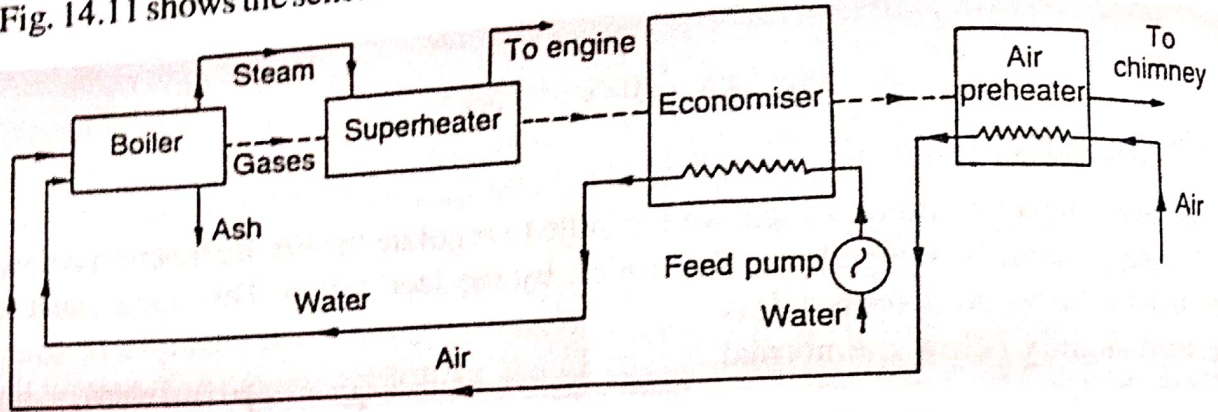 Fig. 14.11 shows the
To engine
To
chimney
Steam
Air
preheater
Economiser
Superheater
Boiler
Gases
Air
Ash
Feed pump
Water
Water
Air